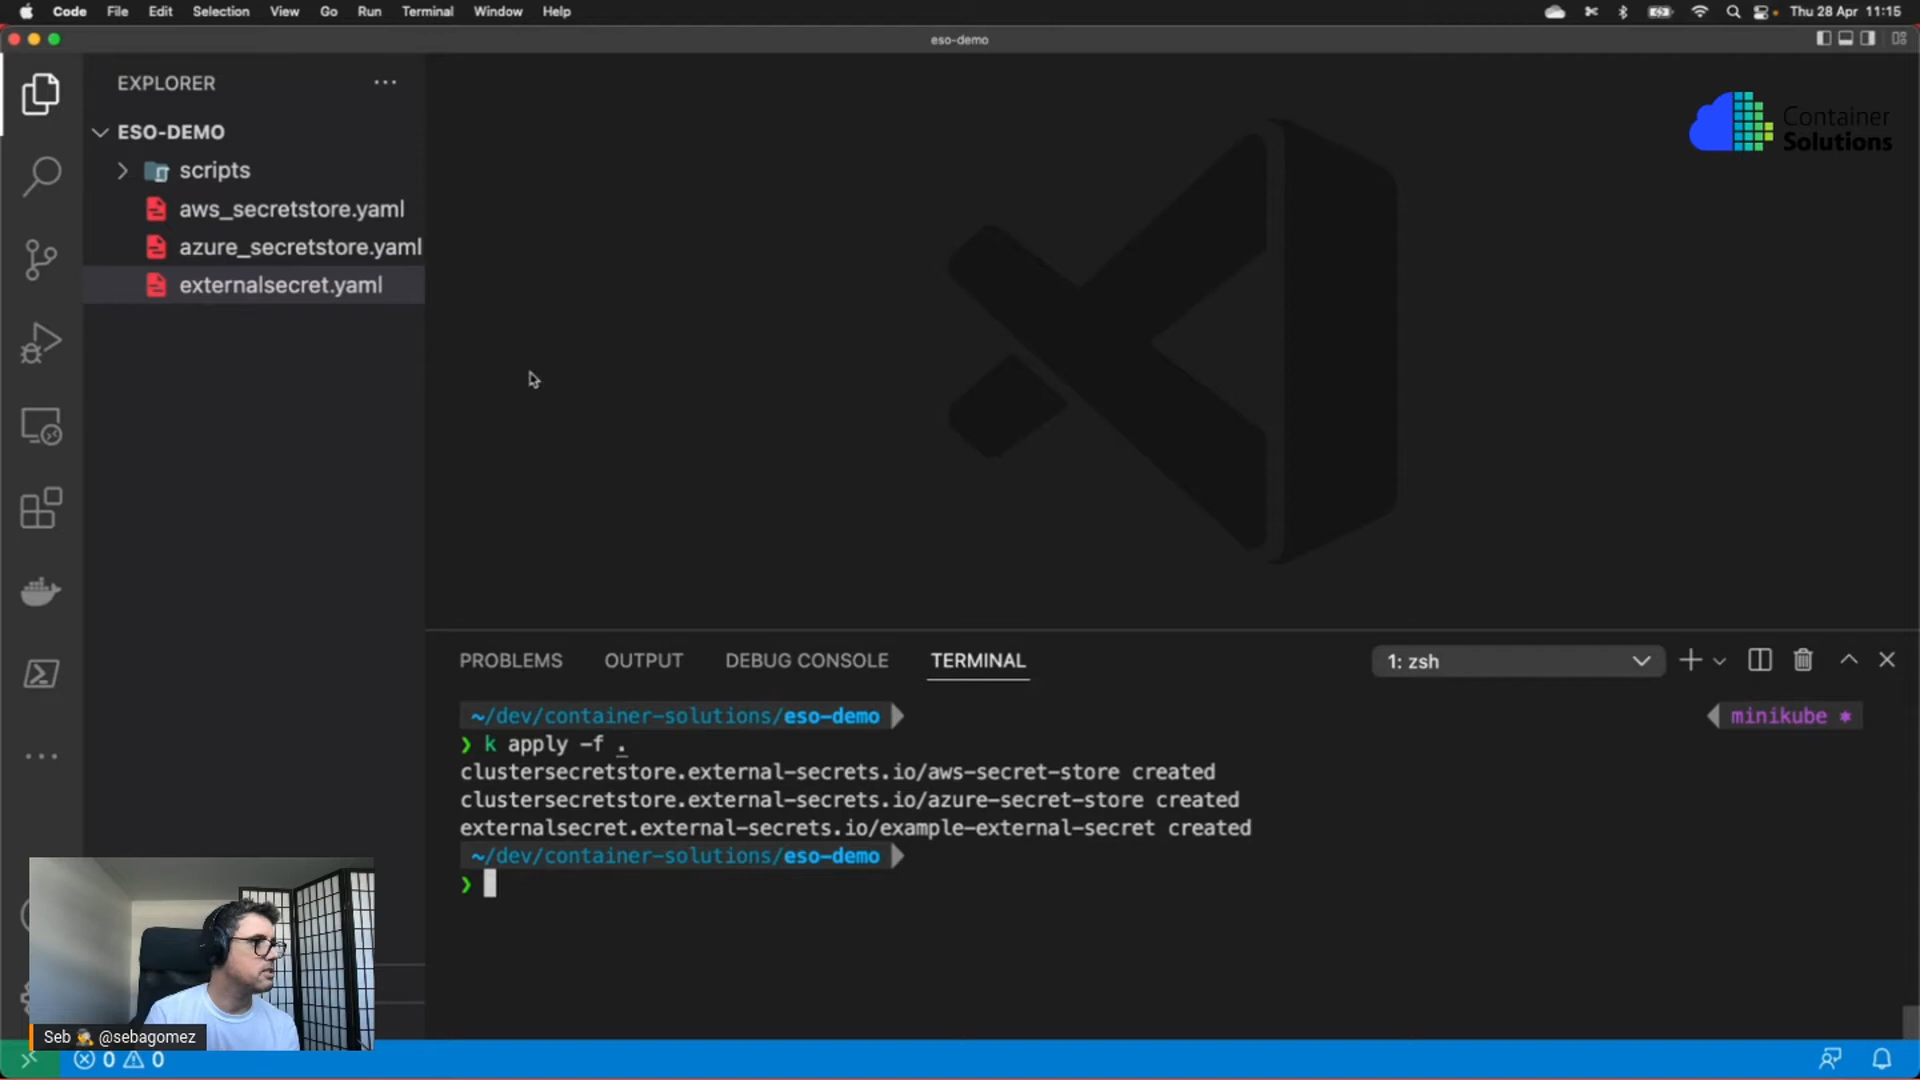 Code File Edit Selection View Go Run Terminal Window Help
Thu 28 Apr 11:15
eso-demo
EXPLORER
Container
Solutions
ESO-DEMO
scripts
aws_secretstore.yaml
azure_secretstore.yaml
externalsecret.yaml
PROBLEMS OUTPUT DEBUG CONSOLE TERMINAL
1: zsh
~/dev/container-solutions/eso-demo
minikube ⎈
❯ k apply -f .
clustersecretstore.external-secrets.io/aws-secret-store created
clustersecretstore.external-secrets.io/azure-secret-store created
externalsecret.external-secrets.io/example-external-secret created
~/dev/container-solutions/eso-demo
❯
Seb 🕵 @sebagomez
0 0